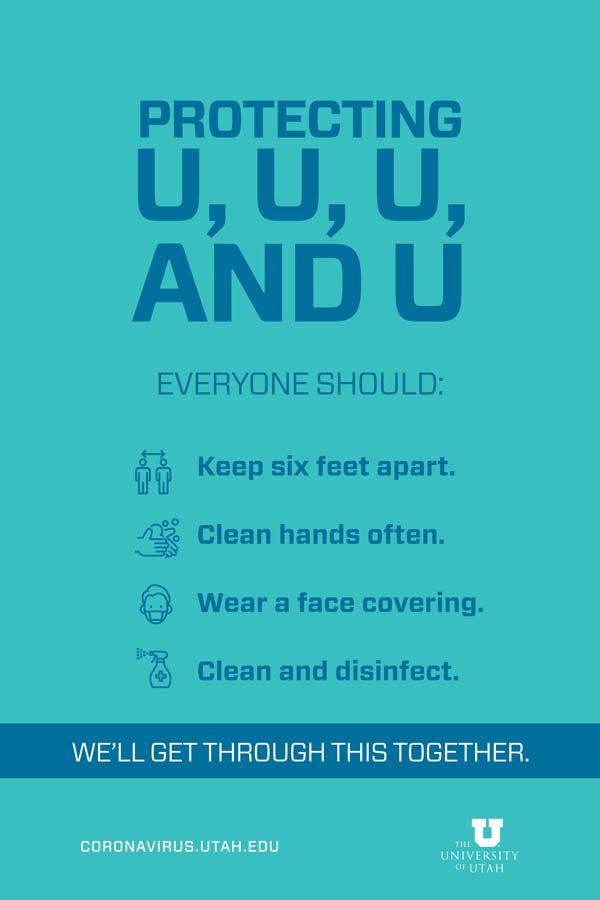 PROTECTING
U, U, U,
AND U
EVERYONE SHOULD:
Keep six feet apart.
Clean hands often.
Wear a face covering.
Clean and disinfect.
WE’LL GET THROUGH THIS TOGETHER.
CORONAVIRUS.UTAH.EDU
U
THE
UNIVERSITY
OF UTAH